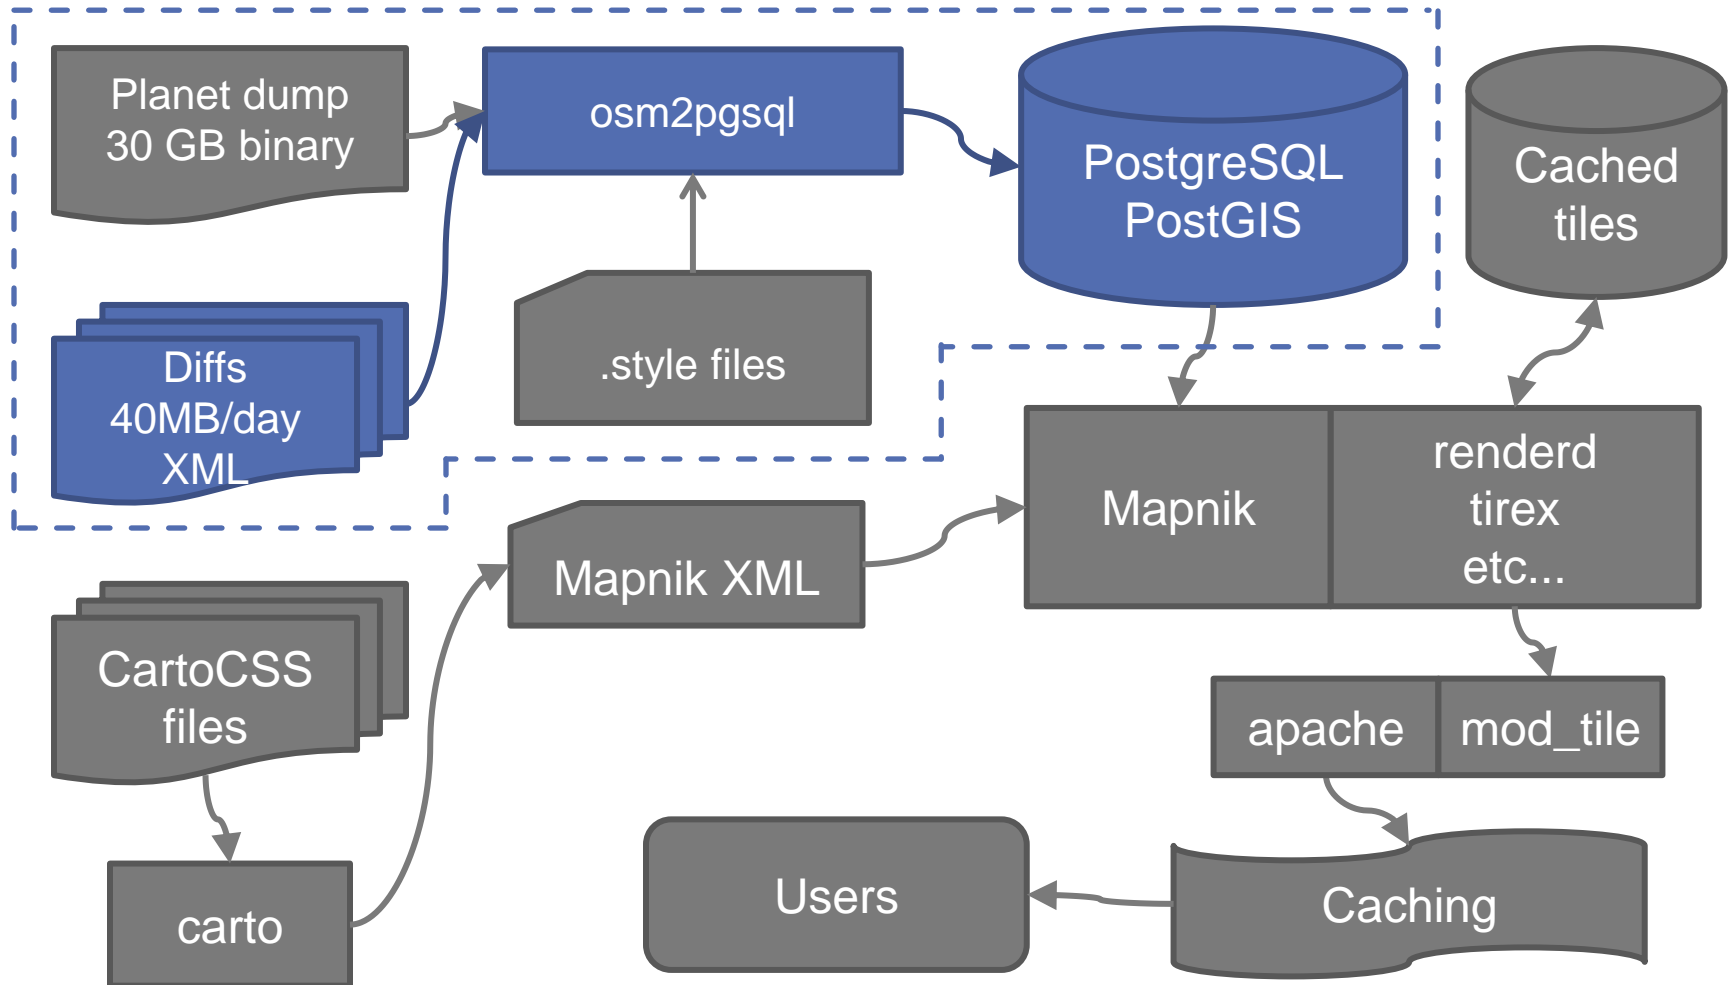 Planet dump
30 GB binary
osm2pgsql
PostgreSQL
PostGIS
Cached
tiles
Diffs
40MB/day
XML
.style files
Mapnik
renderd
tirex
etc...
Mapnik XML
CartoCSS
files
apache
mod_tile
carto
Users
Caching